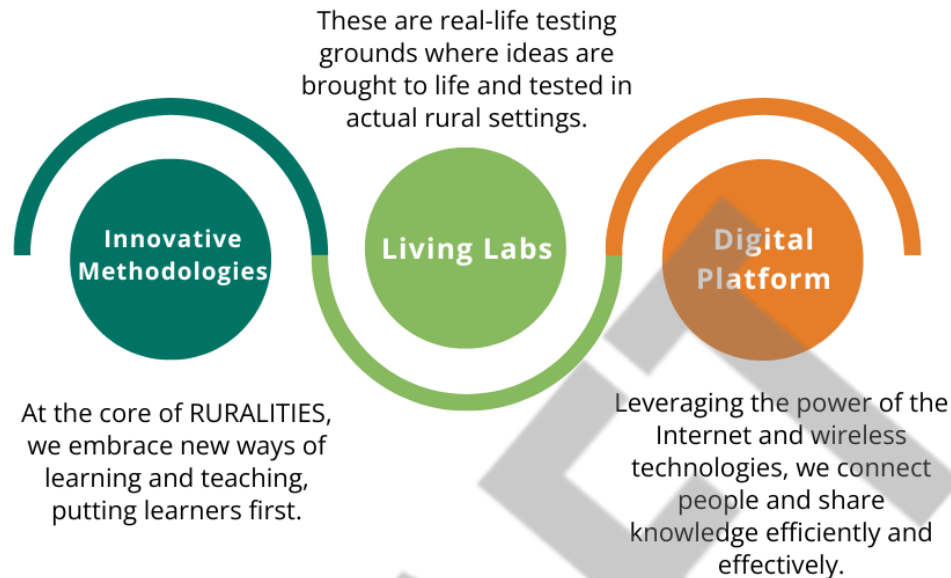 These are real-life testing
grounds where ideas are
brought to life and tested in
actual rural settings.
Innovative
Methodologies
Living Labs
Digital
Platform
At the core of RURALITIES,
we embrace new ways of
learning and teaching,
putting learners first.
Leveraging the power of the
Internet and wireless
technologies, we connect
people and share
knowledge efficiently and
effectively.